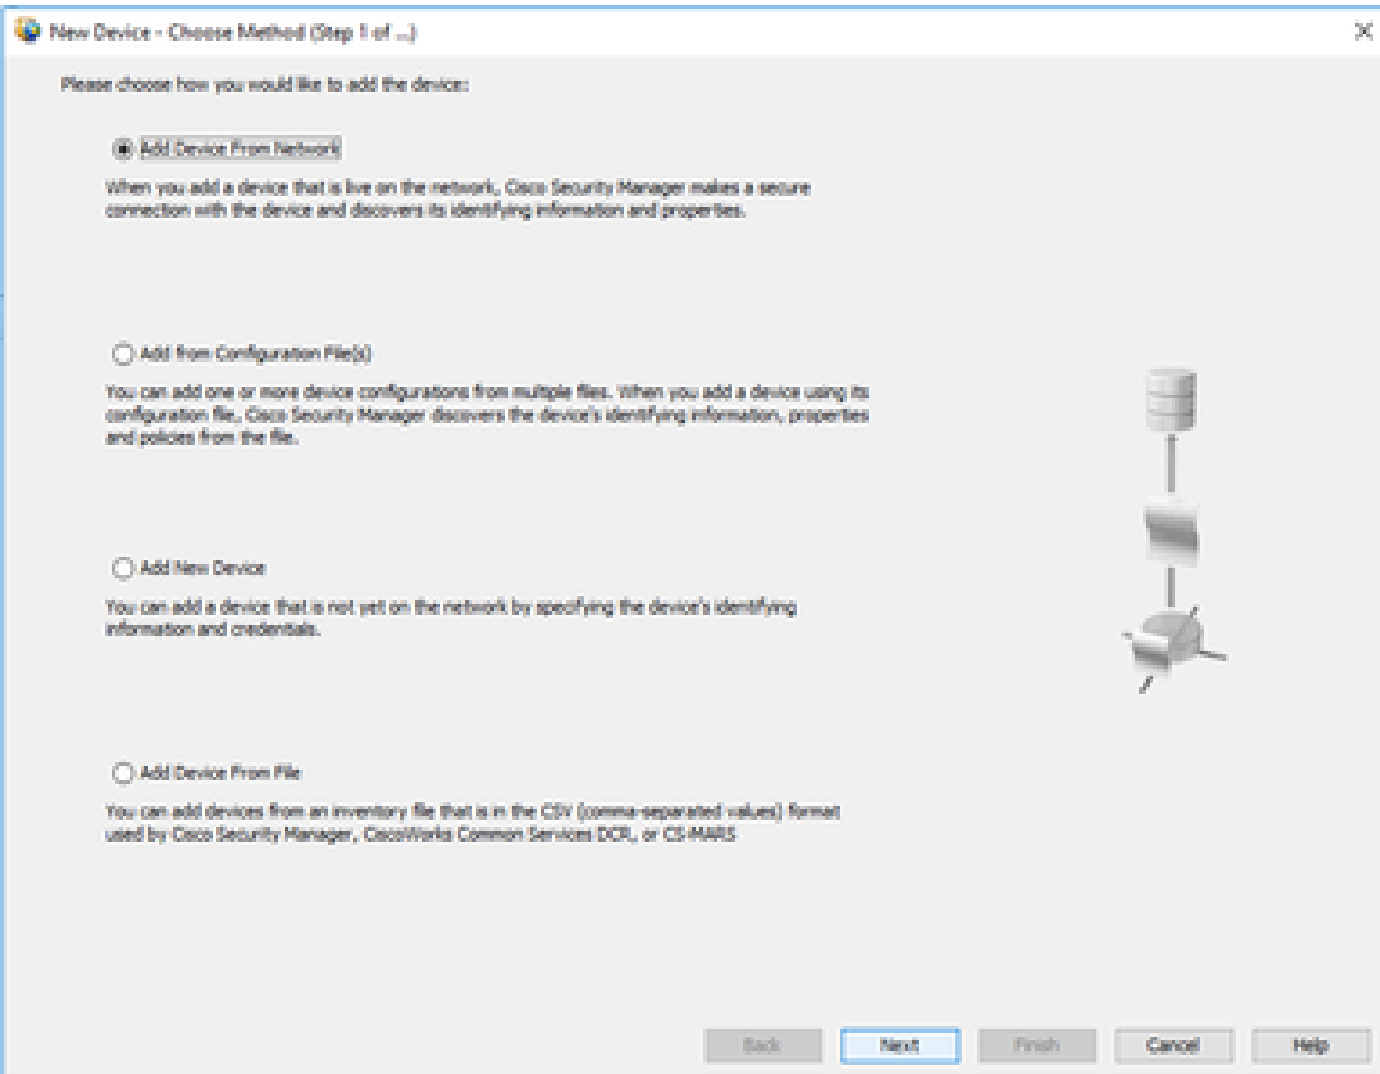 New Device - Choose Method (Step 1 of ...)
Please choose how you would like to add the device:
Add Device From Network
When you add a device that is live on the network, Cisco Security Manager makes a secure
connection with the device and discovers its identifying information and properties.
Add from Configuration File(s)
You can add one or more device configurations from multiple files. When you add a device using its
configuration file, Cisco Security Manager discovers the device's identifying information, properties
and policies from the file.
Add New Device
You can add a device that is not yet on the network by specifying the device's identifying
information and credentials.
Add Device From File
You can add devices from an inventory file that is in the CSV (comma-separated values) format
used by Cisco Security Manager, CiscoWorks Common Services DCR, or CS-MARS
Back
Next
Finish
Cancel
Help